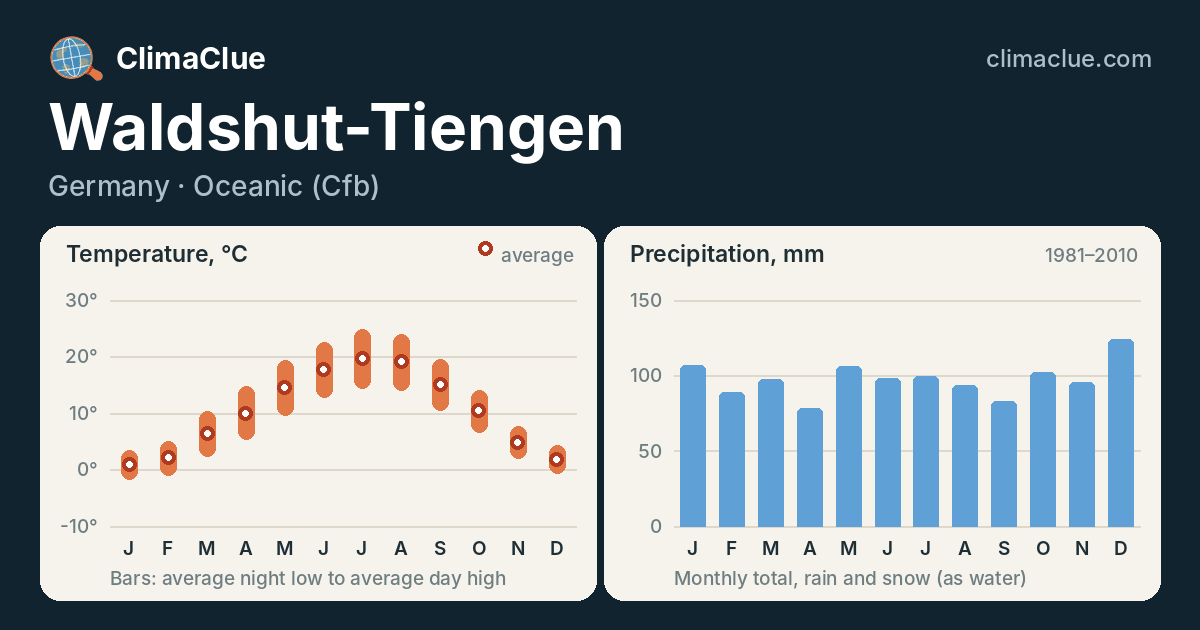 ClimaClue
climaclue.com
Waldshut-Tiengen
Germany · Oceanic (Cfb)
Temperature, °C
average
30°
20°
10°
0°
-10°
J F M A M J J A S O N D
Bars: average night low to average day high
Precipitation, mm
1981–2010
150
100
50
0
J F M A M J J A S O N D
Monthly total, rain and snow (as water)